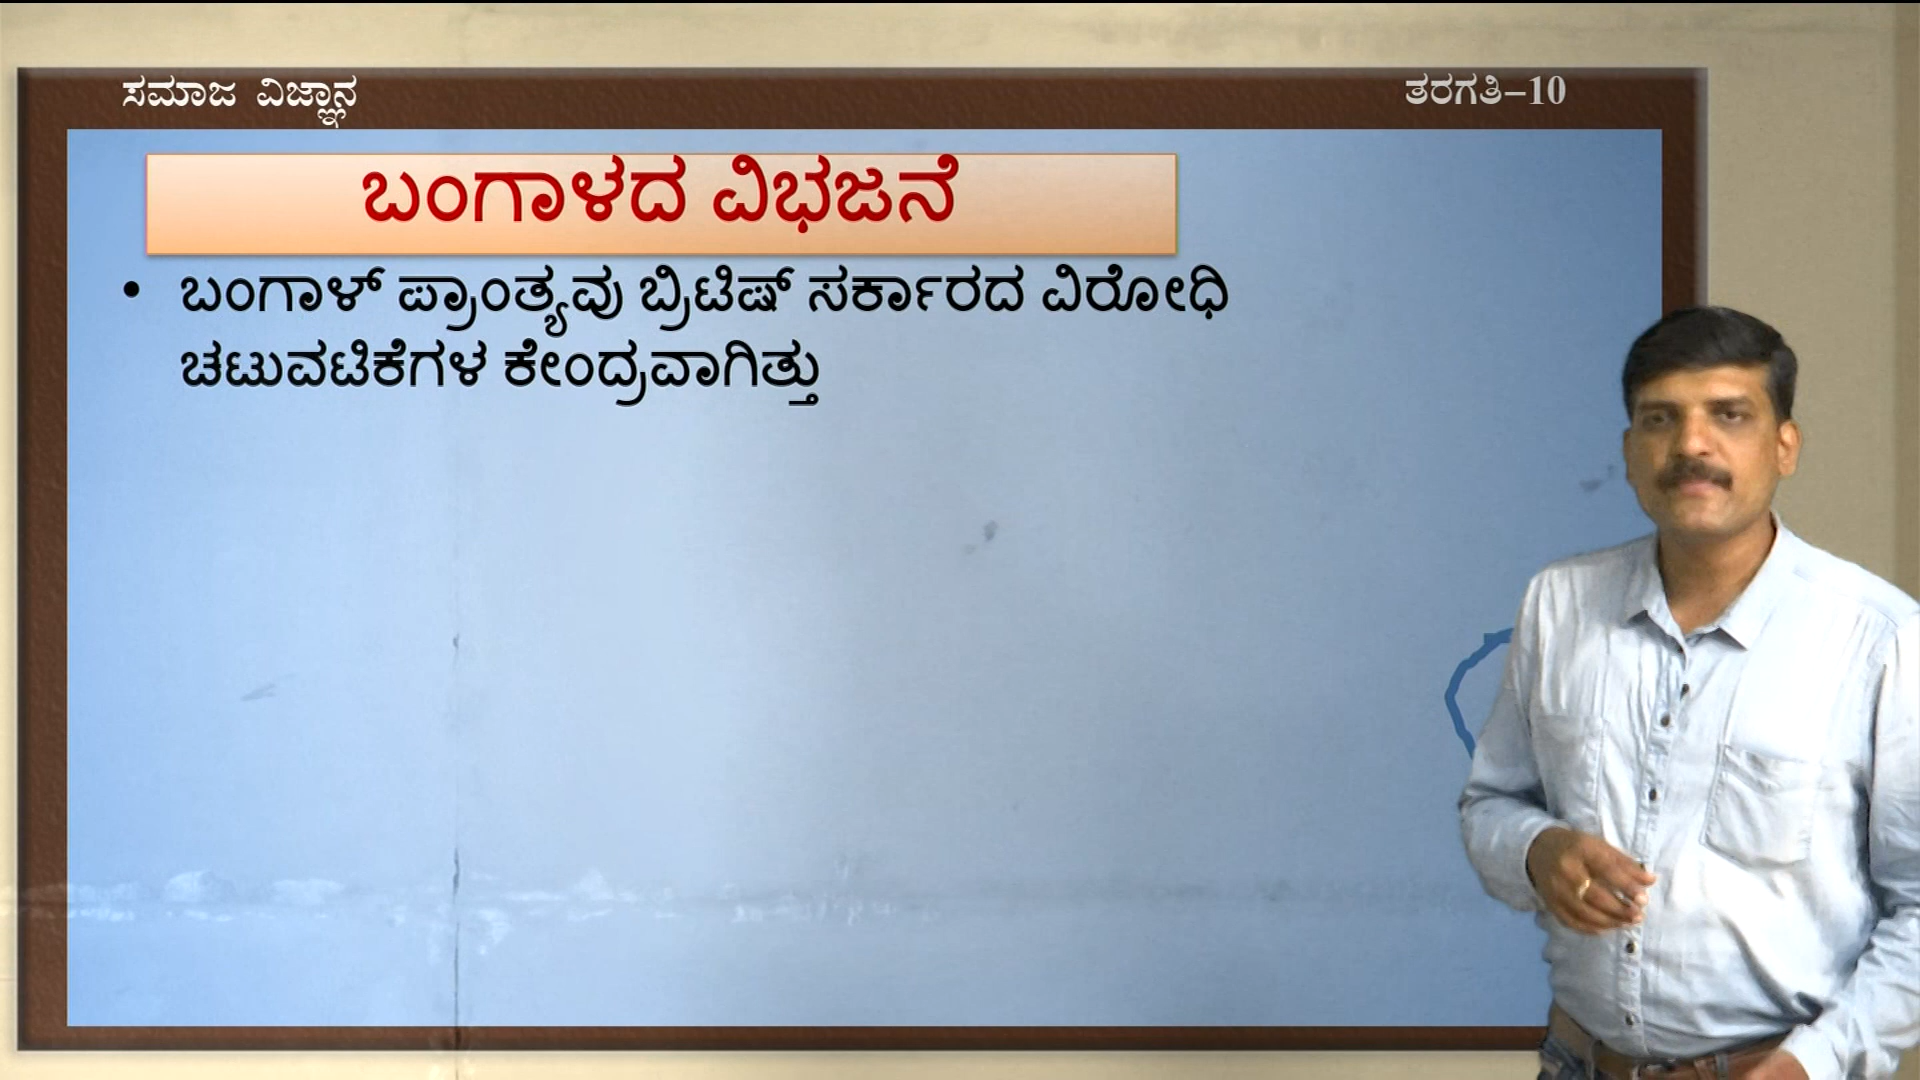 ಸಮಾಜ ವಿಜ್ಞಾನ
ತರಗತಿ-10
ಬಂಗಾಳದ ವಿಭಜನೆ
• ಬಂಗಾಳ್ ಪ್ರಾಂತ್ಯವು ಬ್ರಿಟಿಷ್ ಸರ್ಕಾರದ ವಿರೋಧಿ
ಚಟುವಟಿಕೆಗಳ ಕೇಂದ್ರವಾಗಿತ್ತು